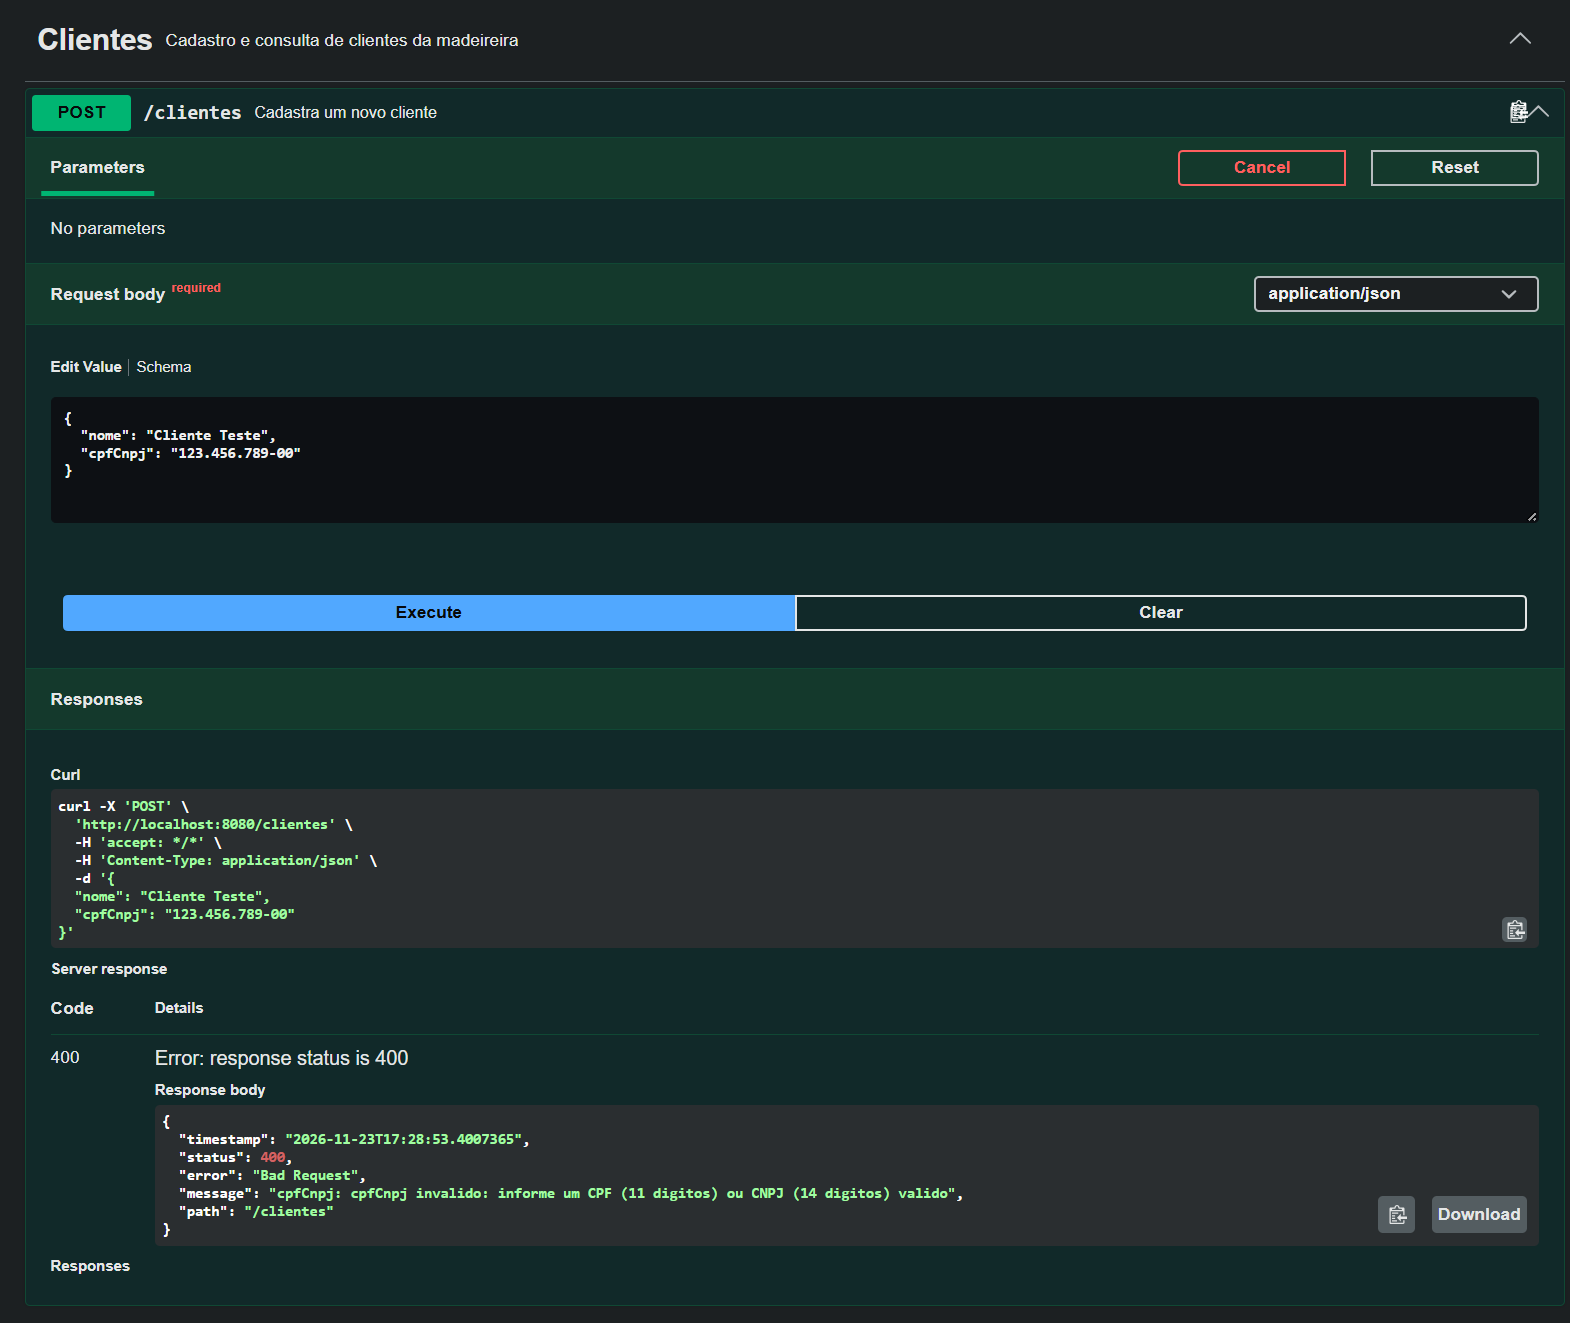 Clientes Cadastro e consulta de clientes da madeireira
POST /clientes Cadastra um novo cliente
Parameters
Cancel
Reset
No parameters
Request body required
application/json
Edit Value | Schema
{
  "nome": "Cliente Teste",
  "cpfCnpj": "123.456.789-00"
}
Execute
Clear
Responses
Curl
curl -X 'POST' \
  'http://localhost:8080/clientes' \
  -H 'accept: */*' \
  -H 'Content-Type: application/json' \
  -d '{
  "nome": "Cliente Teste",
  "cpfCnpj": "123.456.789-00"
}'
Server response
Code Details
400 Error: response status is 400
Response body
{
  "timestamp": "2026-11-23T17:28:53.4007365",
  "status": 400,
  "error": "Bad Request",
  "message": "cpfCnpj: cpfCnpj invalido: informe um CPF (11 digitos) ou CNPJ (14 digitos) valido",
  "path": "/clientes"
}
Download
Responses